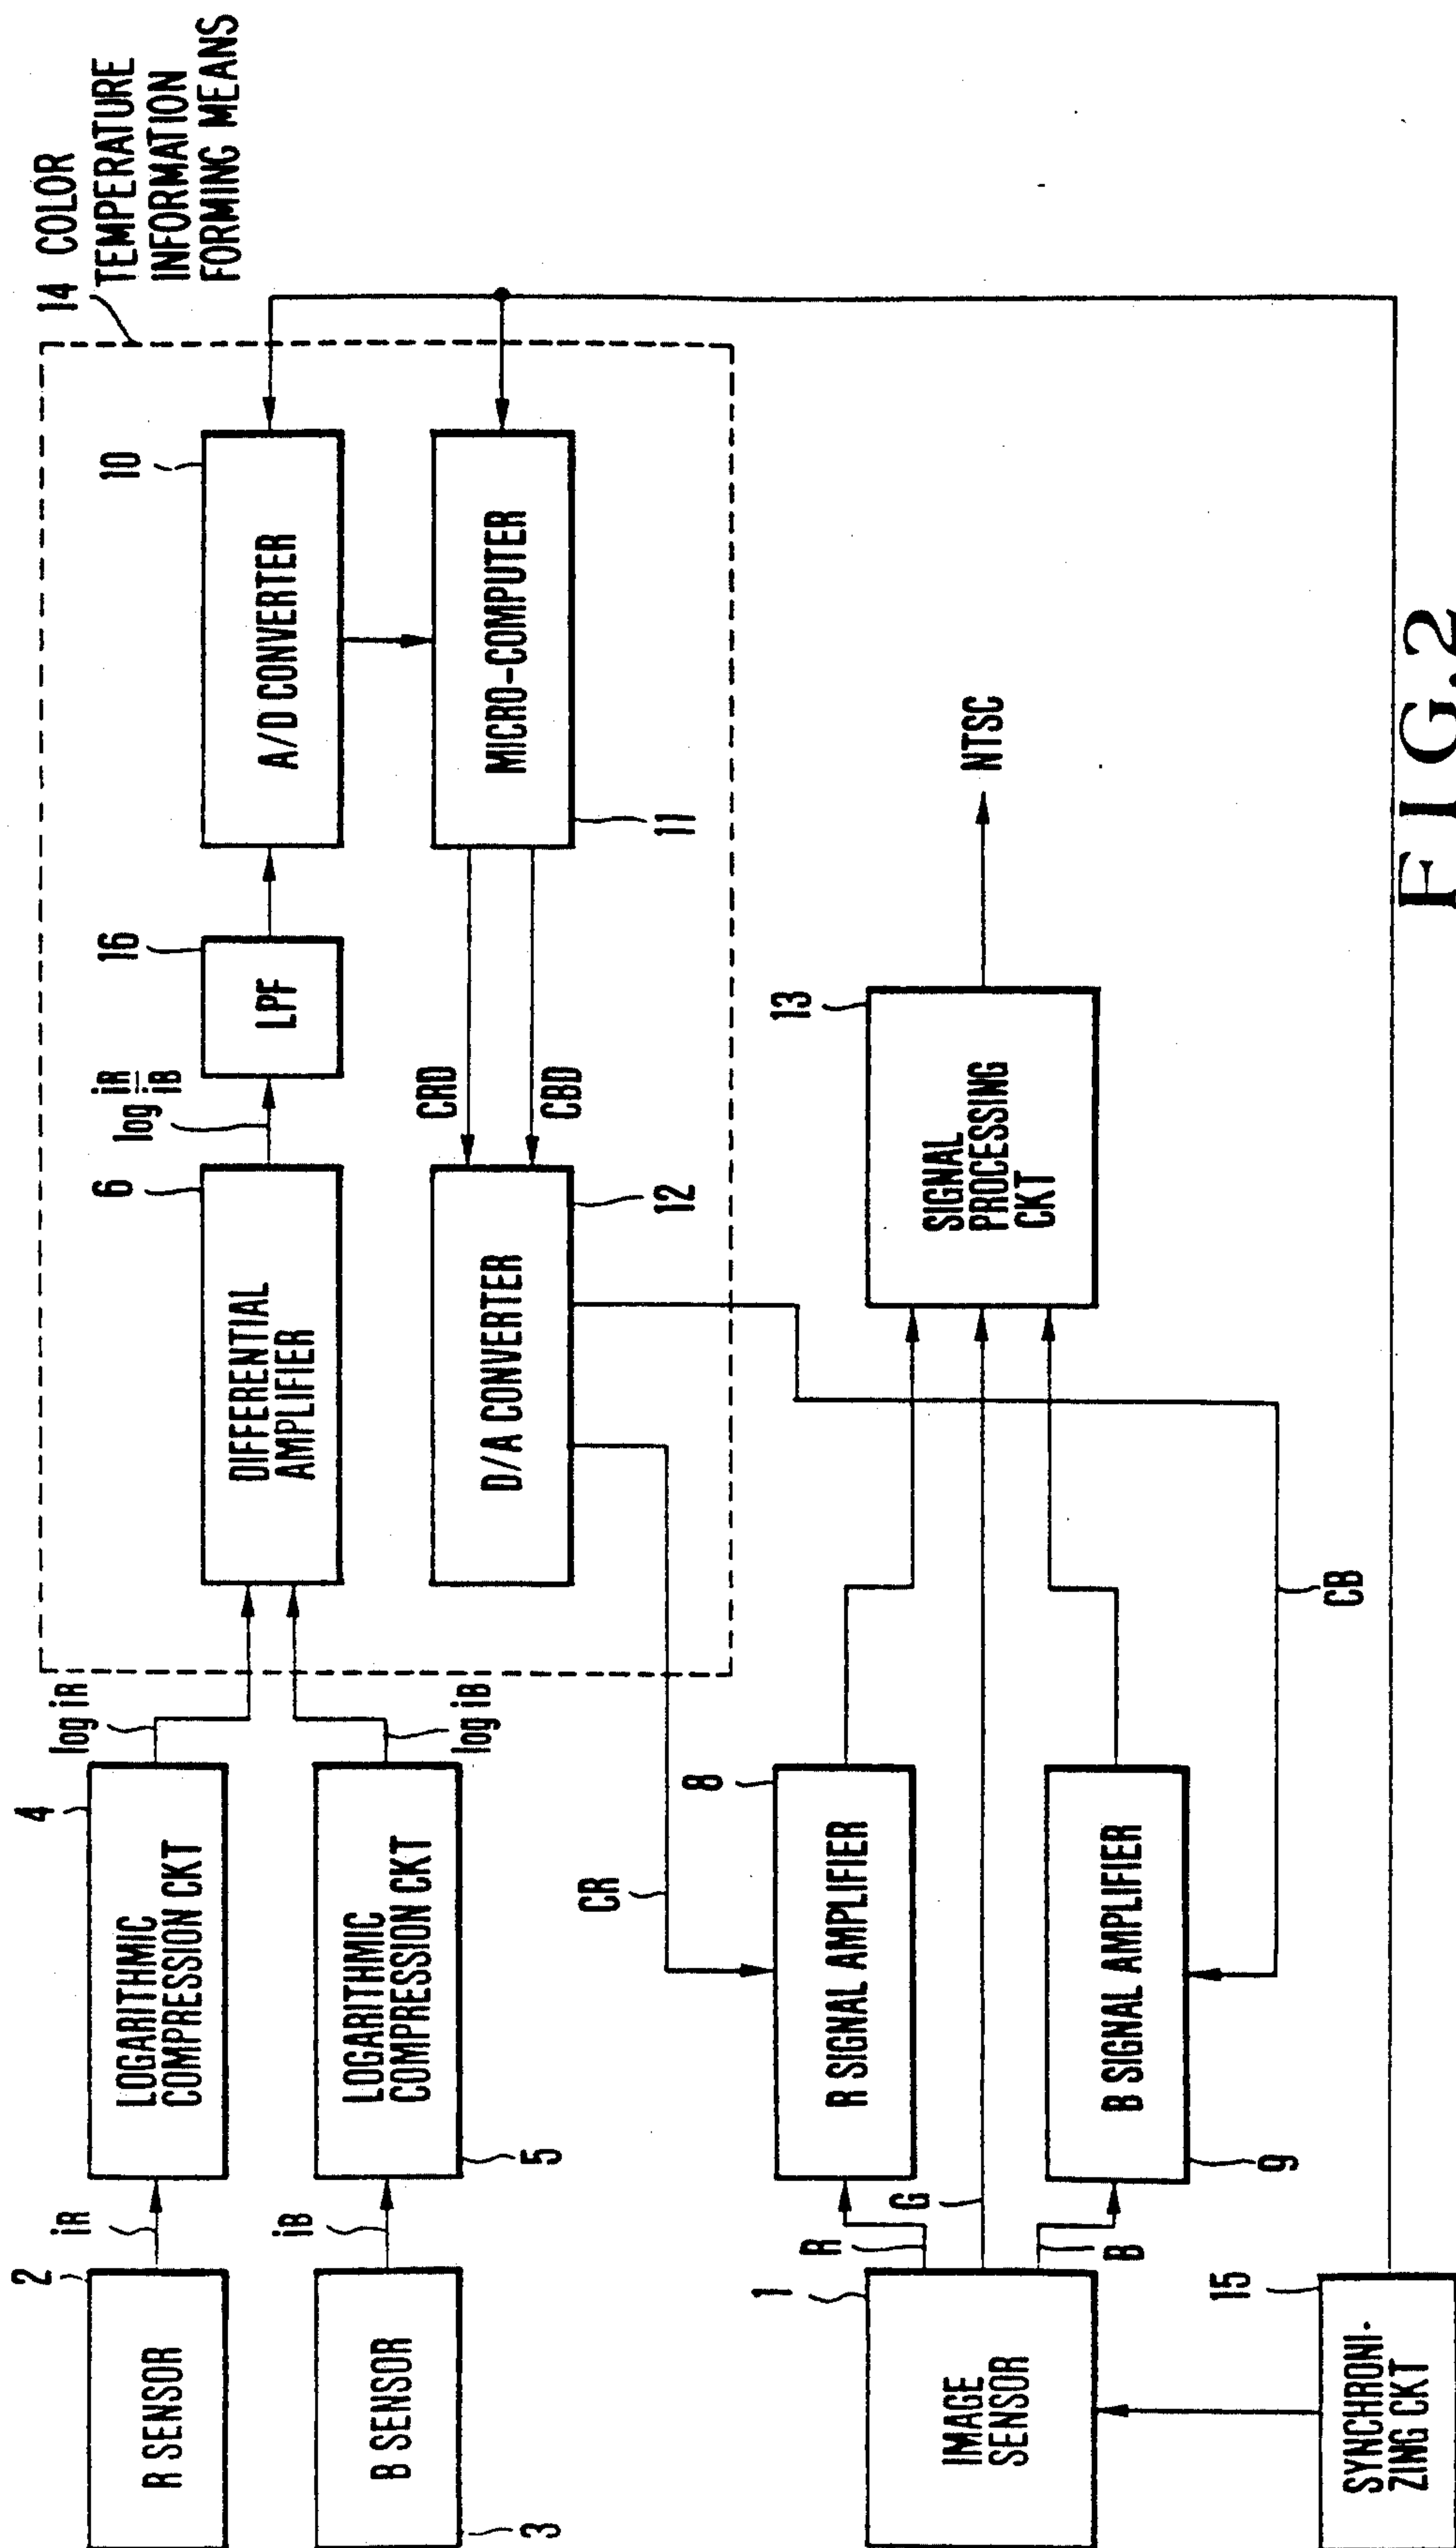 14 COLOR
TEMPERATURE
INFORMATION
FORMING MEANS
2
R SENSOR
iR
4
LOGARITHMIC
COMPRESSION CKT
log iR
6
DIFFERENTIAL
AMPLIFIER
log iR/iB
16
LPF
10
A/D CONVERTER
3
B SENSOR
iB
5
LOGARITHMIC
COMPRESSION CKT
log iB
12
D/A CONVERTER
CRD
CBD
11
MICRO-COMPUTER
CR
1
IMAGE
SENSOR
R
G
B
8
R SIGNAL AMPLIFIER
9
B SIGNAL AMPLIFIER
CB
13
SIGNAL
PROCESSING
CKT
NTSC
15
SYNCHRONI-
ZING CKT
FIG.2